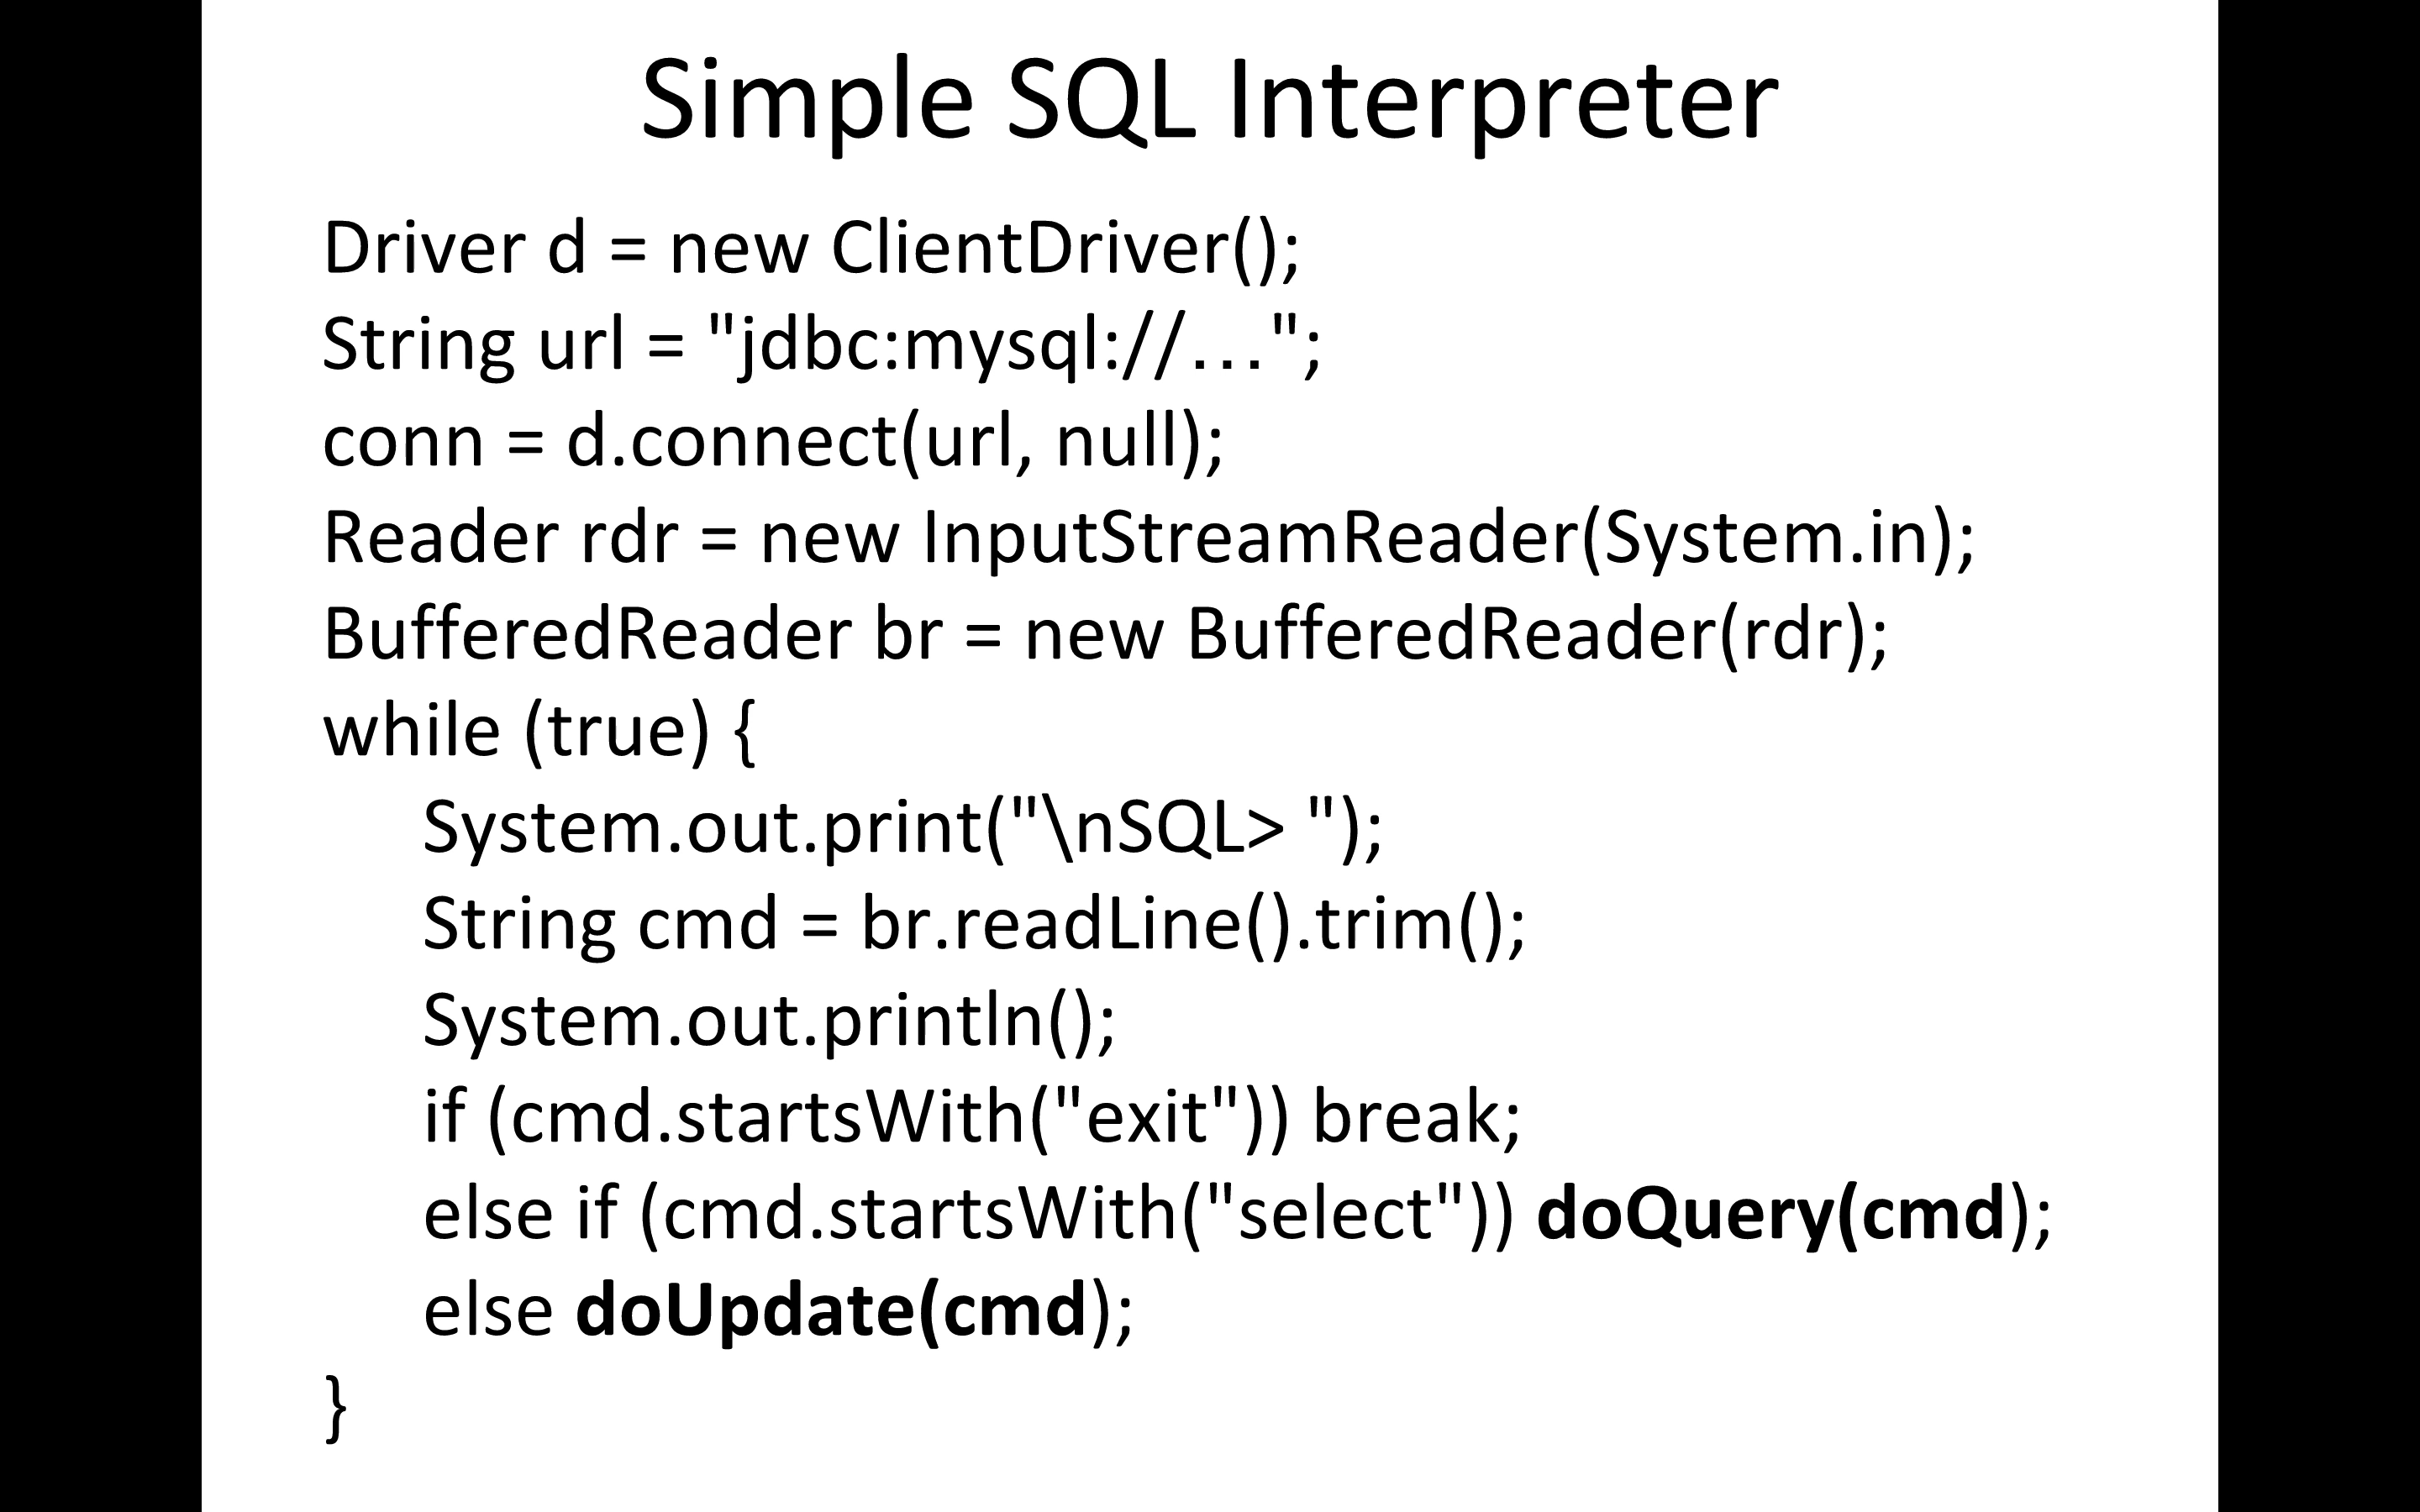 Simple SQL Interpreter
Driver d = new ClientDriver();
String url = "jdbc:mysql://...";
conn = d.connect(url, null);
Reader rdr = new InputStreamReader(System.in);
BufferedReader br = new BufferedReader(rdr);
while (true) {
System.out.print("\nSQL> ");
String cmd = br.readLine().trim();
System.out.println();
if (cmd.startsWith("exit")) break;
else if (cmd.startsWith("select")) doQuery(cmd);
else doUpdate(cmd);
}